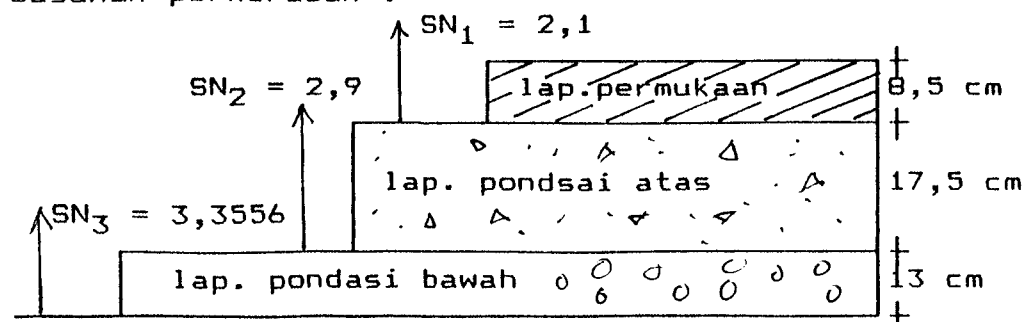 SN1 = 2,1
lap.permukaan 8,5 cm
SN2 = 2,9
lap. pondsai atas 17,5 cm
SN3 = 3,3556
lap. pondasi bawah 13 cm